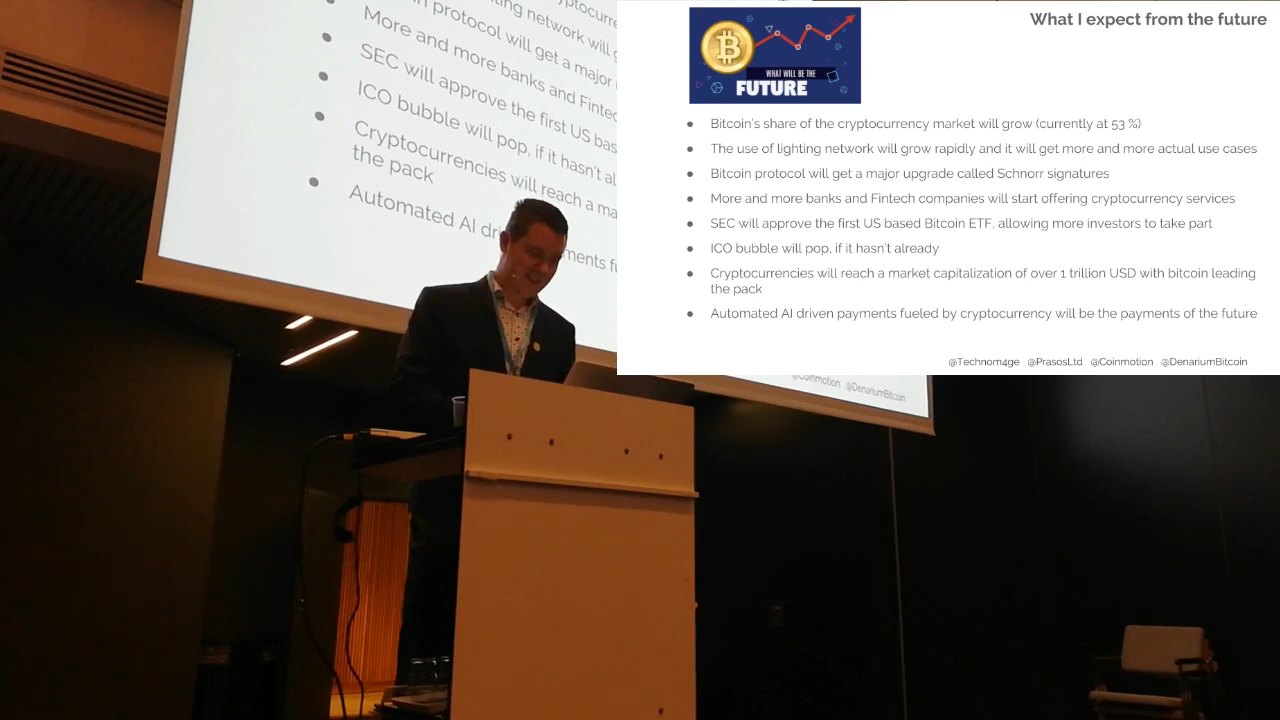 ptocurre
ting network will g
n protocol will get a major
More and more banks and Fintec
SEC will approve the first US bas
ICO bubble will pop, if it hasn't al
Cryptocurrencies will reach a ma
the pack
Automated AI dri
ments fu
@Coinmotion @DenariumBitcoin
What I expect from the future
WHAT WILL BE THE
FUTURE
● Bitcoin's share of the cryptocurrency market will grow (currently at 53 %)
● The use of lighting network will grow rapidly and it will get more and more actual use cases
● Bitcoin protocol will get a major upgrade called Schnorr signatures
● More and more banks and Fintech companies will start offering cryptocurrency services
● SEC will approve the first US based Bitcoin ETF, allowing more investors to take part
● ICO bubble will pop, if it hasn't already
● Cryptocurrencies will reach a market capitalization of over 1 trillion USD with bitcoin leading
the pack
● Automated AI driven payments fueled by cryptocurrency will be the payments of the future
@Technom4ge @PrasosLtd @Coinmotion @DenariumBitcoin